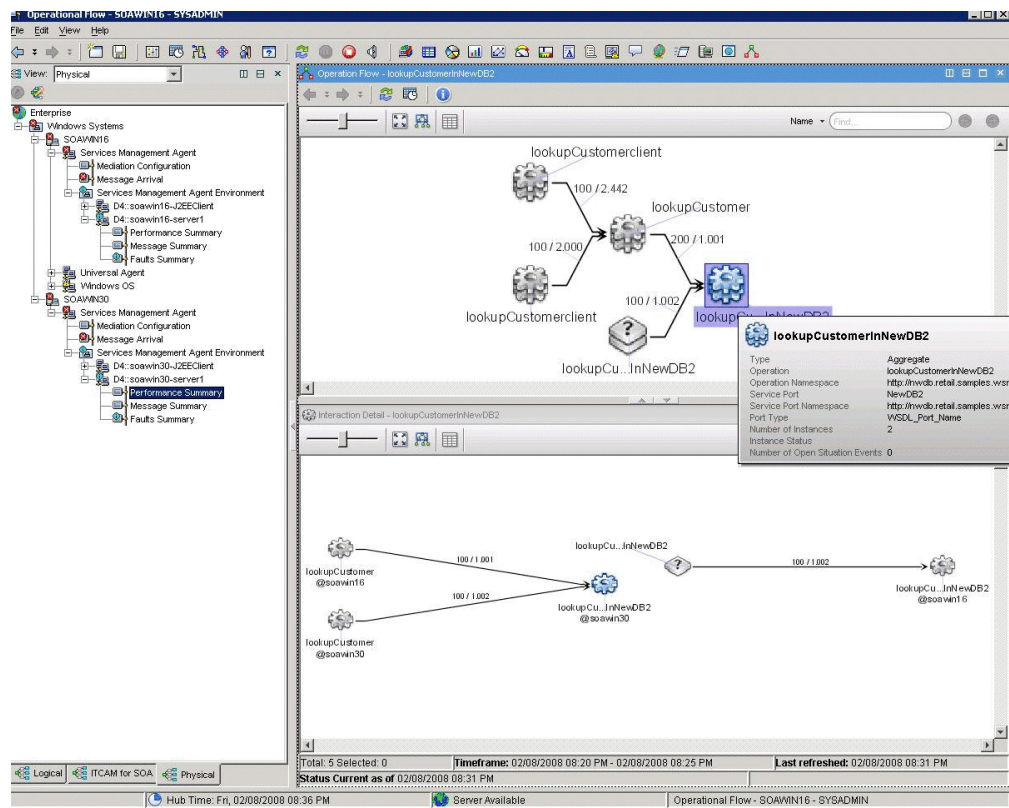 Operational Flow - SOAWIN16 - SYSADMIN
File Edit View Help
View: Physical
Enterprise
Windows Systems
SOAWIN16
Services Management Agent
Mediation Configuration
Message Arrival
Services Management Agent Environment
D4::soawin16-J2EEClient
D4::soawin16-server1
Performance Summary
Message Summary
Faults Summary
Universal Agent
Windows OS
SOAWIN30
Services Management Agent
Mediation Configuration
Message Arrival
Services Management Agent Environment
D4::soawin30-J2EEClient
D4::soawin30-server1
Performance Summary
Message Summary
Faults Summary
Logical ITCAM for SOA Physical
Operation Flow - lookupCustomerInNewDB2
Name Find...
lookupCustomerclient
100 / 2.442
lookupCustomer
100 / 2.000
200 / 1.001
lookupCustomerclient
100 / 1.002
lookupCu...InNewDB2
lookupCu...InNewDB2
lookupCustomerInNewDB2
Type Aggregate
Operation lookupCustomerInNewDB2
Operation Namespace http://nwdb.retail.samples.wsr
Service Port NewDB2
Service Port Namespace http://nwdb.retail.samples.wsr
Port Type WSDL_Port_Name
Number of Instances 2
Instance Status
Number of Open Situation Events 0
Interaction Detail - lookupCustomerInNewDB2
lookupCustomer
@soawin16
100 / 1.001
lookupCustomer
@soawin30
100 / 1.002
lookupCu...InNewDB2
@soawin30
lookupCu...InNewDB2
100 / 1.002
lookupCu...InNewDB2
@soawin16
Total: 5 Selected: 0 Timeframe: 02/08/2008 08:20 PM - 02/08/2008 08:25 PM Last refreshed: 02/08/2008 08:31 PM
Status Current as of 02/08/2008 08:31 PM
Hub Time: Fri, 02/08/2008 08:36 PM Server Available Operational Flow - SOAWIN16 - SYSADMIN